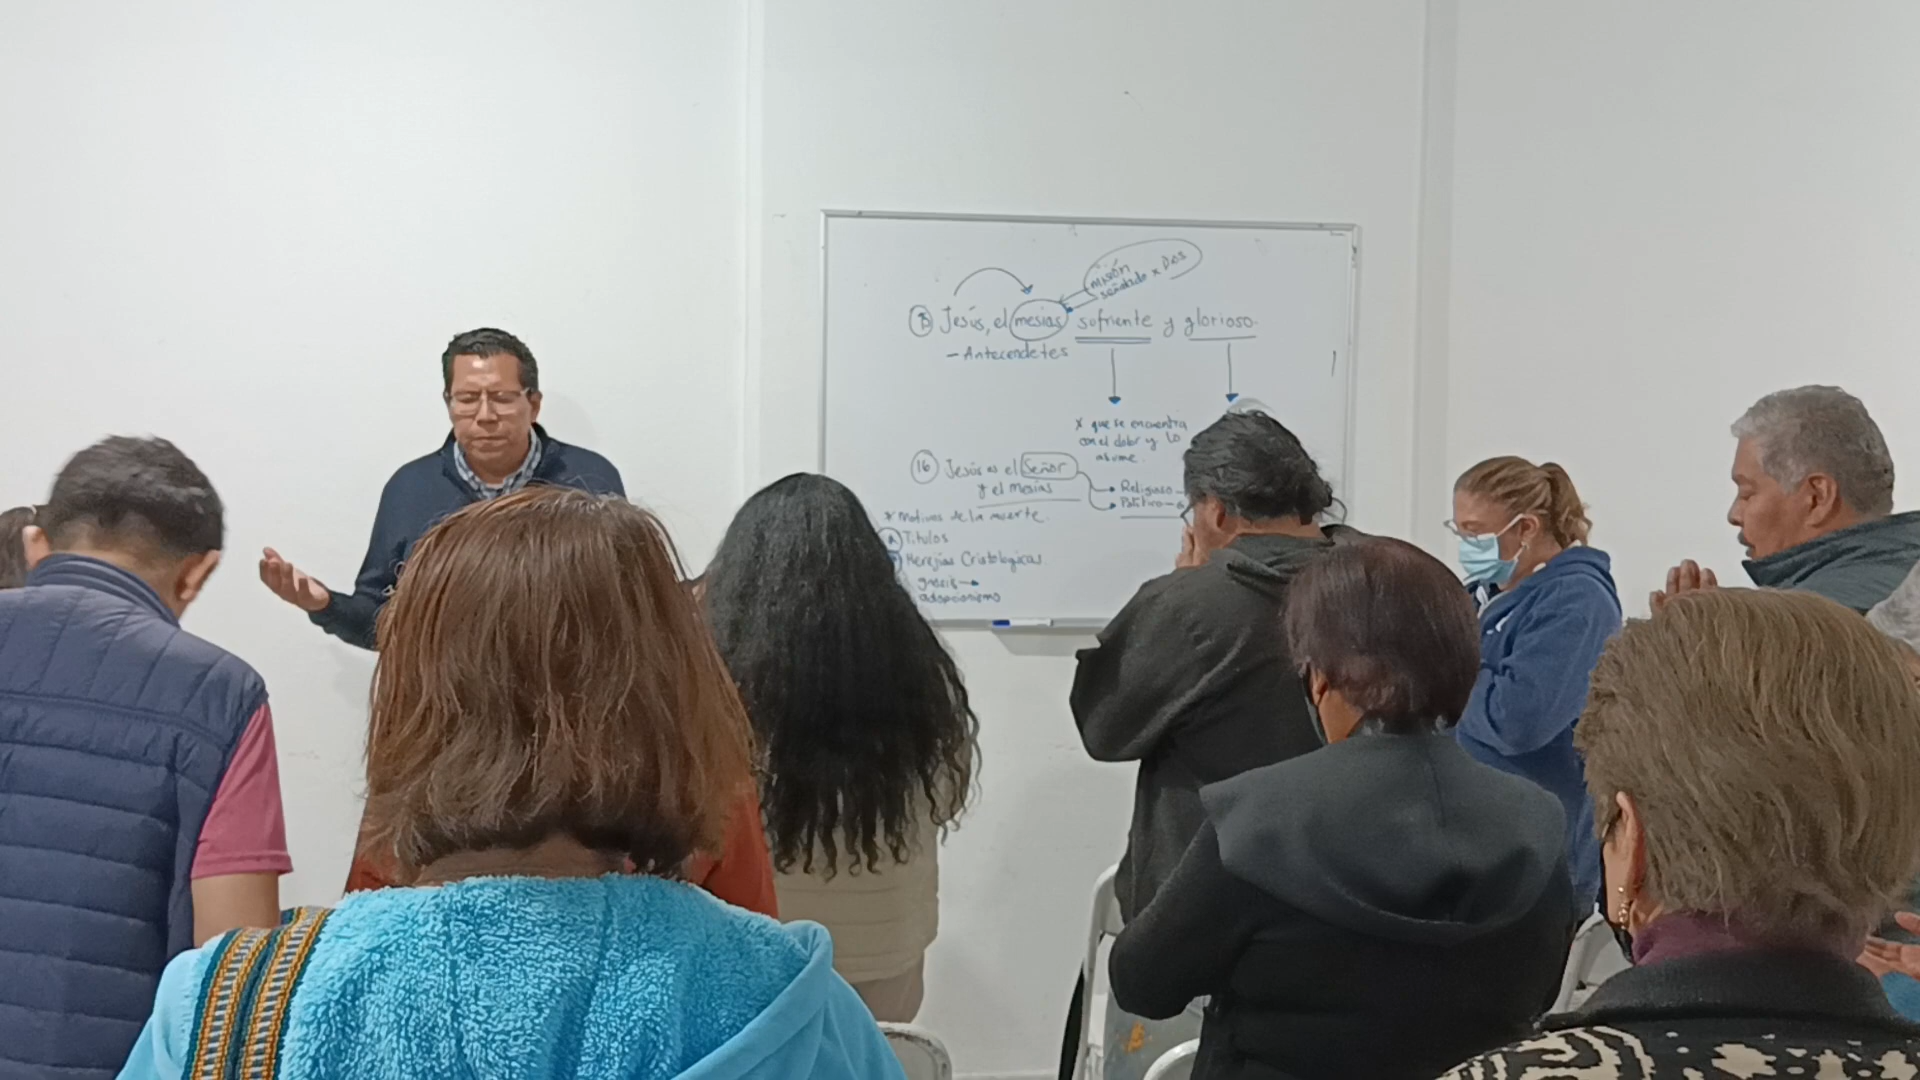 misión
señalado x Dios
B Jesús, el mesías sufriente y glorioso.
- Antecendetes
x que se encuentra
con el dolor y lo
asume.
16 Jesús es el Señor
y el Mesías
Religioso
Político
* Motivos de la muerte.
A Títulos
Herejías Cristologicas.
gnosis
adopcionismo